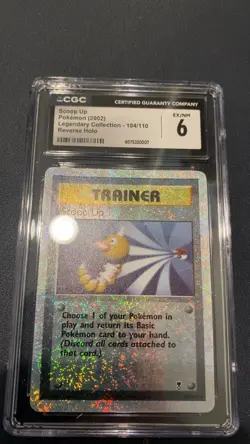 CGC
CERTIFIED GUARANTY COMPANY
Scoop Up
Pokémon (2002)
Legendary Collection - 104/110
Reverse Holo
EX/NM
6
TRAINER
Scoop Up
Choose 1 of your Pokémon in
play and return its Basic
Pokémon card to your hand.
(Discard all cards attached to
that card.)